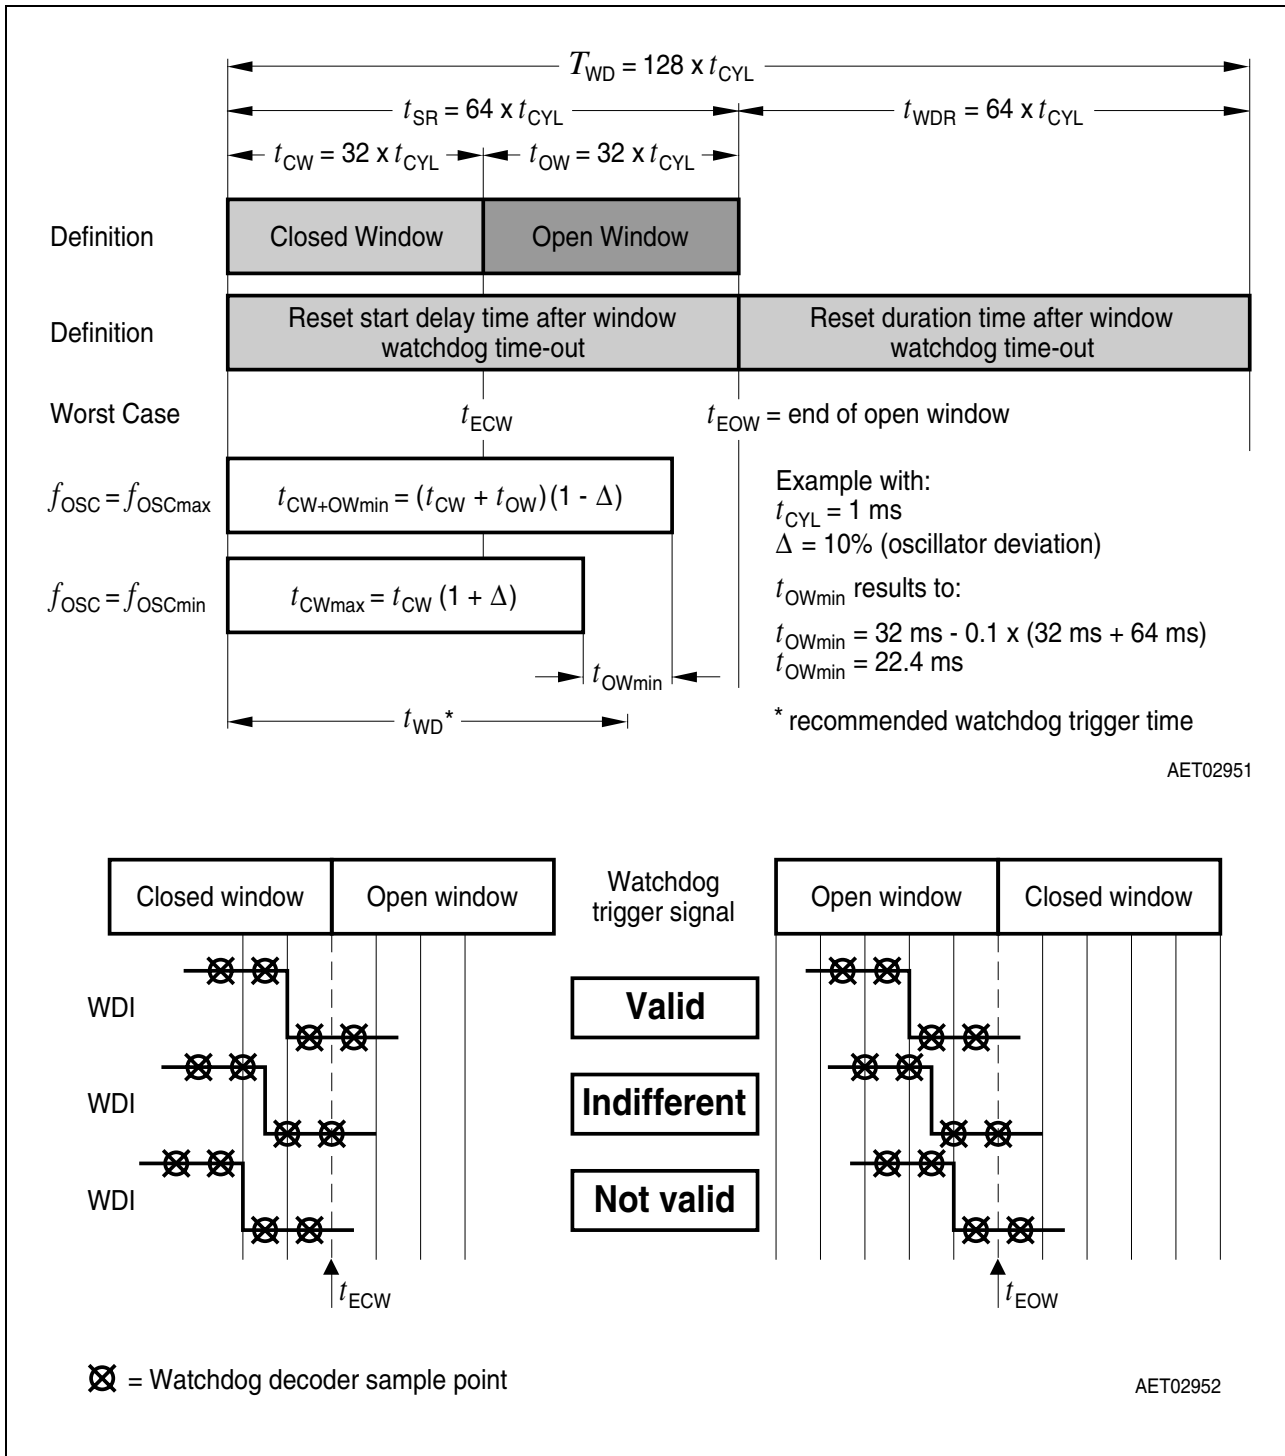 T_WD = 128 x t_CYL
t_SR = 64 x t_CYL
t_WDR = 64 x t_CYL
t_CW = 32 x t_CYL
t_OW = 32 x t_CYL
Definition
Closed Window
Open Window
Definition
Reset start delay time after window
watchdog time-out
Reset duration time after window
watchdog time-out
Worst Case
t_ECW
t_EOW = end of open window
f_OSC = f_OSCmax
t_CW+OWmin = (t_CW + t_OW)(1 - Δ)
f_OSC = f_OSCmin
t_CWmax = t_CW (1 + Δ)
t_OWmin
t_WD*
Example with:
t_CYL = 1 ms
Δ = 10% (oscillator deviation)
t_OWmin results to:
t_OWmin = 32 ms - 0.1 x (32 ms + 64 ms)
t_OWmin = 22.4 ms
* recommended watchdog trigger time
AET02951
Closed window
Open window
Watchdog
trigger signal
Open window
Closed window
WDI
Valid
WDI
Indifferent
WDI
Not valid
t_ECW
t_EOW
= Watchdog decoder sample point
AET02952